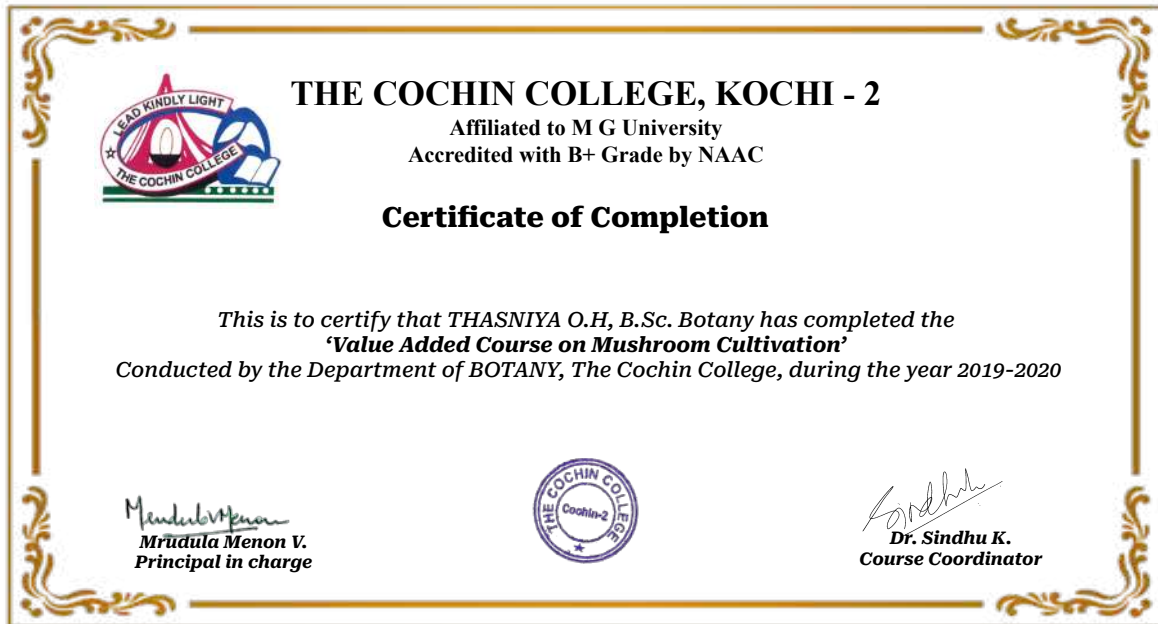 LEAD KINDLY LIGHT
THE COCHIN COLLEGE
THE COCHIN COLLEGE, KOCHI - 2
Affiliated to M G University
Accredited with B+ Grade by NAAC
Certificate of Completion
This is to certify that THASNIYA O.H, B.Sc. Botany has completed the
‘Value Added Course on Mushroom Cultivation’
Conducted by the Department of BOTANY, The Cochin College, during the year 2019-2020
THE COCHIN COLLEGE
Cochin-2
Mrudula Menon
Mrudula Menon V.
Principal in charge
Sindhu
Dr. Sindhu K.
Course Coordinator